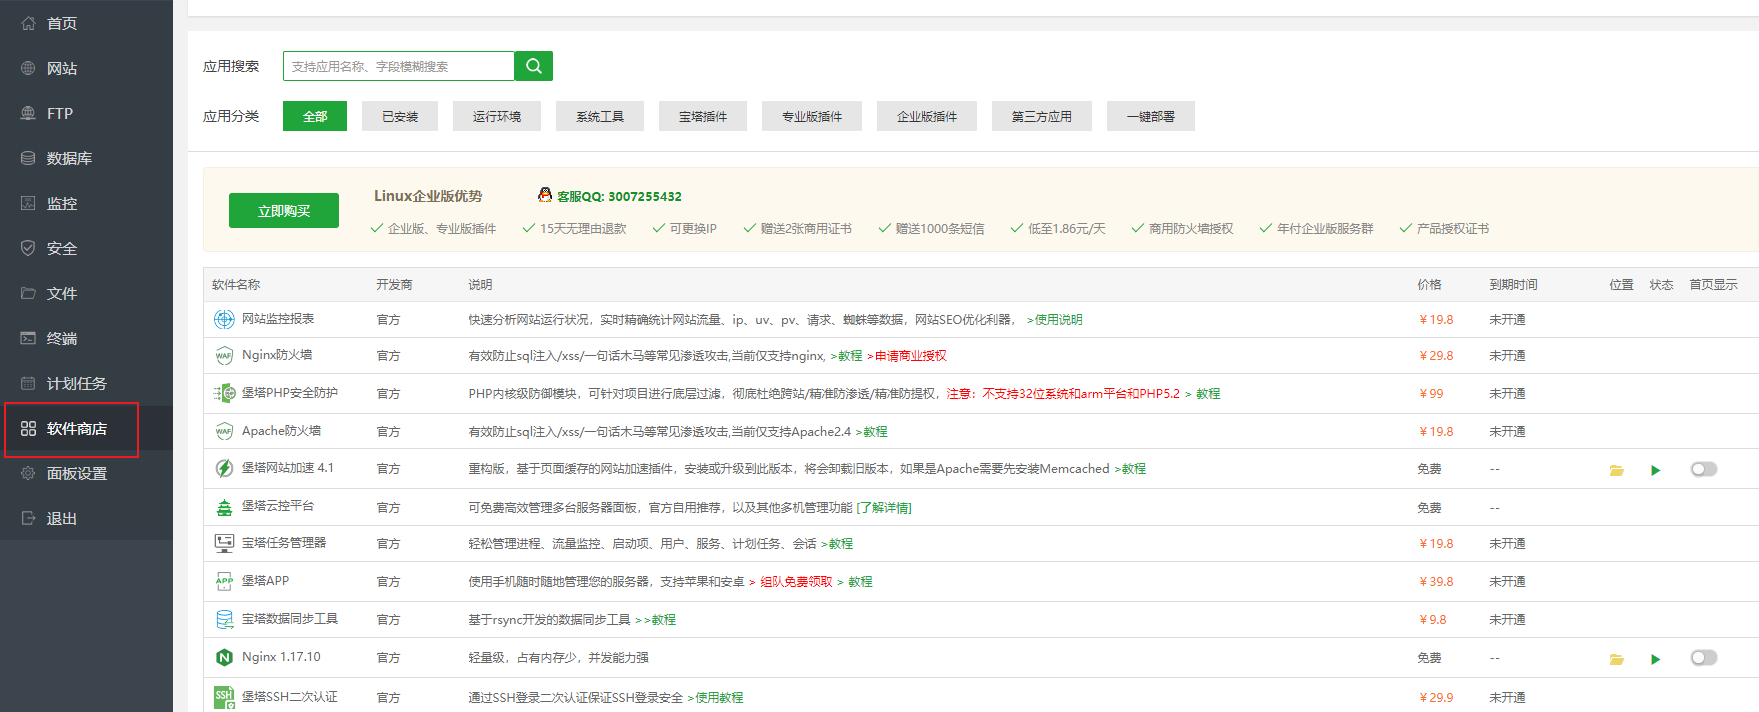 首页
网站
FTP
数据库
监控
安全
文件
终端
计划任务
软件商店
面板设置
退出
应用搜索 支持应用名称、字段模糊搜索
应用分类 全部 已安装 运行环境 系统工具 宝塔插件 专业版插件 企业版插件 第三方应用 一键部署
立即购买 Linux企业版优势 客服QQ: 3007255432
企业版、专业版插件 15天无理由退款 可更换IP 赠送2张商用证书 赠送1000条短信 低至1.86元/天 商用防火墙授权 年付企业版服务群 产品授权证书
软件名称 开发商 说明 价格 到期时间 位置 状态 首页显示
网站监控报表 官方 快速分析网站运行状况，实时精确统计网站流量、ip、uv、pv、请求、蜘蛛等数据，网站SEO优化利器， >使用说明 ￥19.8 未开通
WAF Nginx防火墙 官方 有效防止sql注入/xss/一句话木马等常见渗透攻击,当前仅支持nginx, >教程 >申请商业授权 ￥29.8 未开通
堡塔PHP安全防护 官方 PHP内核级防御模块，可针对项目进行底层过滤，彻底杜绝跨站/精准防渗透/精准防提权，注意：不支持32位系统和arm平台和PHP5.2 > 教程 ￥99 未开通
WAF Apache防火墙 官方 有效防止sql注入/xss/一句话木马等常见渗透攻击,当前仅支持Apache2.4 >教程 ￥19.8 未开通
堡塔网站加速 4.1 官方 重构版，基于页面缓存的网站加速插件，安装或升级到此版本，将会卸载旧版本，如果是Apache需要先安装Memcached >教程 免费 --
堡塔云控平台 官方 可免费高效管理多台服务器面板，官方自用推荐，以及其他多机管理功能 [了解详情] 免费 --
宝塔任务管理器 官方 轻松管理进程、流量监控、启动项、用户、服务、计划任务、会话 >教程 ￥19.8 未开通
APP 堡塔APP 官方 使用手机随时随地管理您的服务器，支持苹果和安卓 > 组队免费领取 > 教程 ￥39.8 未开通
宝塔数据同步工具 官方 基于rsync开发的数据同步工具 >>教程 ￥9.8 未开通
N Nginx 1.17.10 官方 轻量级，占有内存少，并发能力强 免费 --
SSH 堡塔SSH二次认证 官方 通过SSH登录二次认证保证SSH登录安全 >使用教程 ￥29.9 未开通